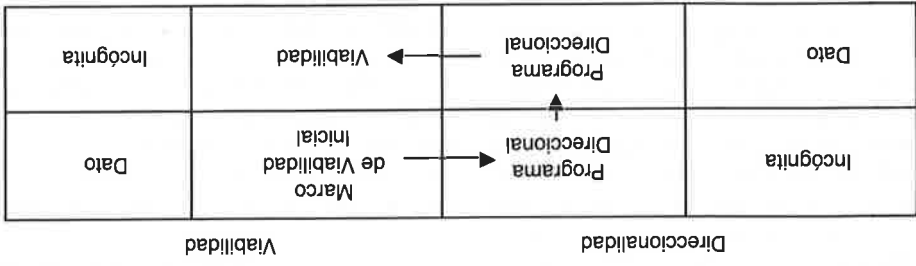 Direccionalidad
Viabilidad
Incógnita
Programa
Direccional
Marco
de Viabilidad
Inicial
Dato
Dato
Programa
Direccional
Viabilidad
Incógnita